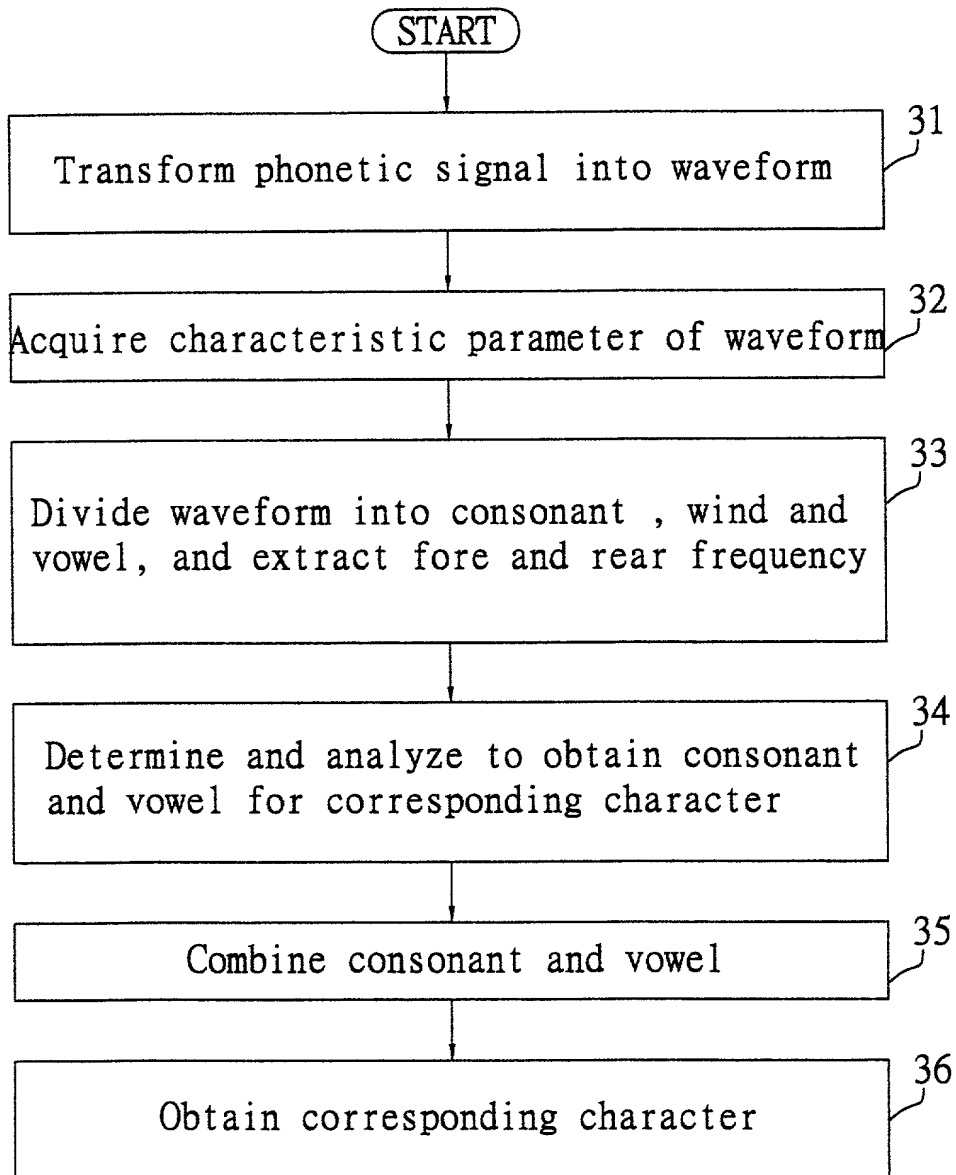 START
31
Transform phonetic signal into waveform
32
Acquire characteristic parameter of waveform
33
Divide waveform into consonant , wind and
vowel, and extract fore and rear frequency
34
Determine and analyze to obtain consonant
and vowel for corresponding character
35
Combine consonant and vowel
36
Obtain corresponding character